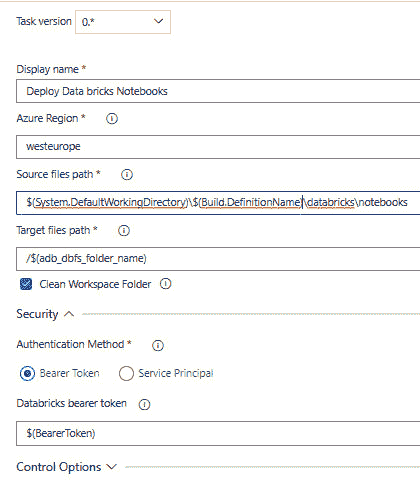 Task version 0.*
Display name *
Deploy Data bricks Notebooks
Azure Region *
westeurope
Source files path *
$(System.DefaultWorkingDirectory)\$(Build.DefinitionName)\databricks\notebooks
Target files path *
/$(adb_dbfs_folder_name)
Clean Workspace Folder
Security
Authentication Method *
Bearer Token Service Principal
Databricks bearer token
$(BearerToken)
Control Options